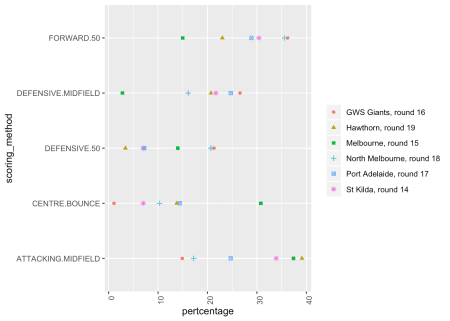 FORWARD.50
DEFENSIVE.MIDFIELD
DEFENSIVE.50
CENTRE.BOUNCE
ATTACKING.MIDFIELD
scoring_method
0 10 20 30 40
pertcentage
GWS Giants, round 16
Hawthorn, round 19
Melbourne, round 15
North Melbourne, round 18
Port Adelaide, round 17
St Kilda, round 14